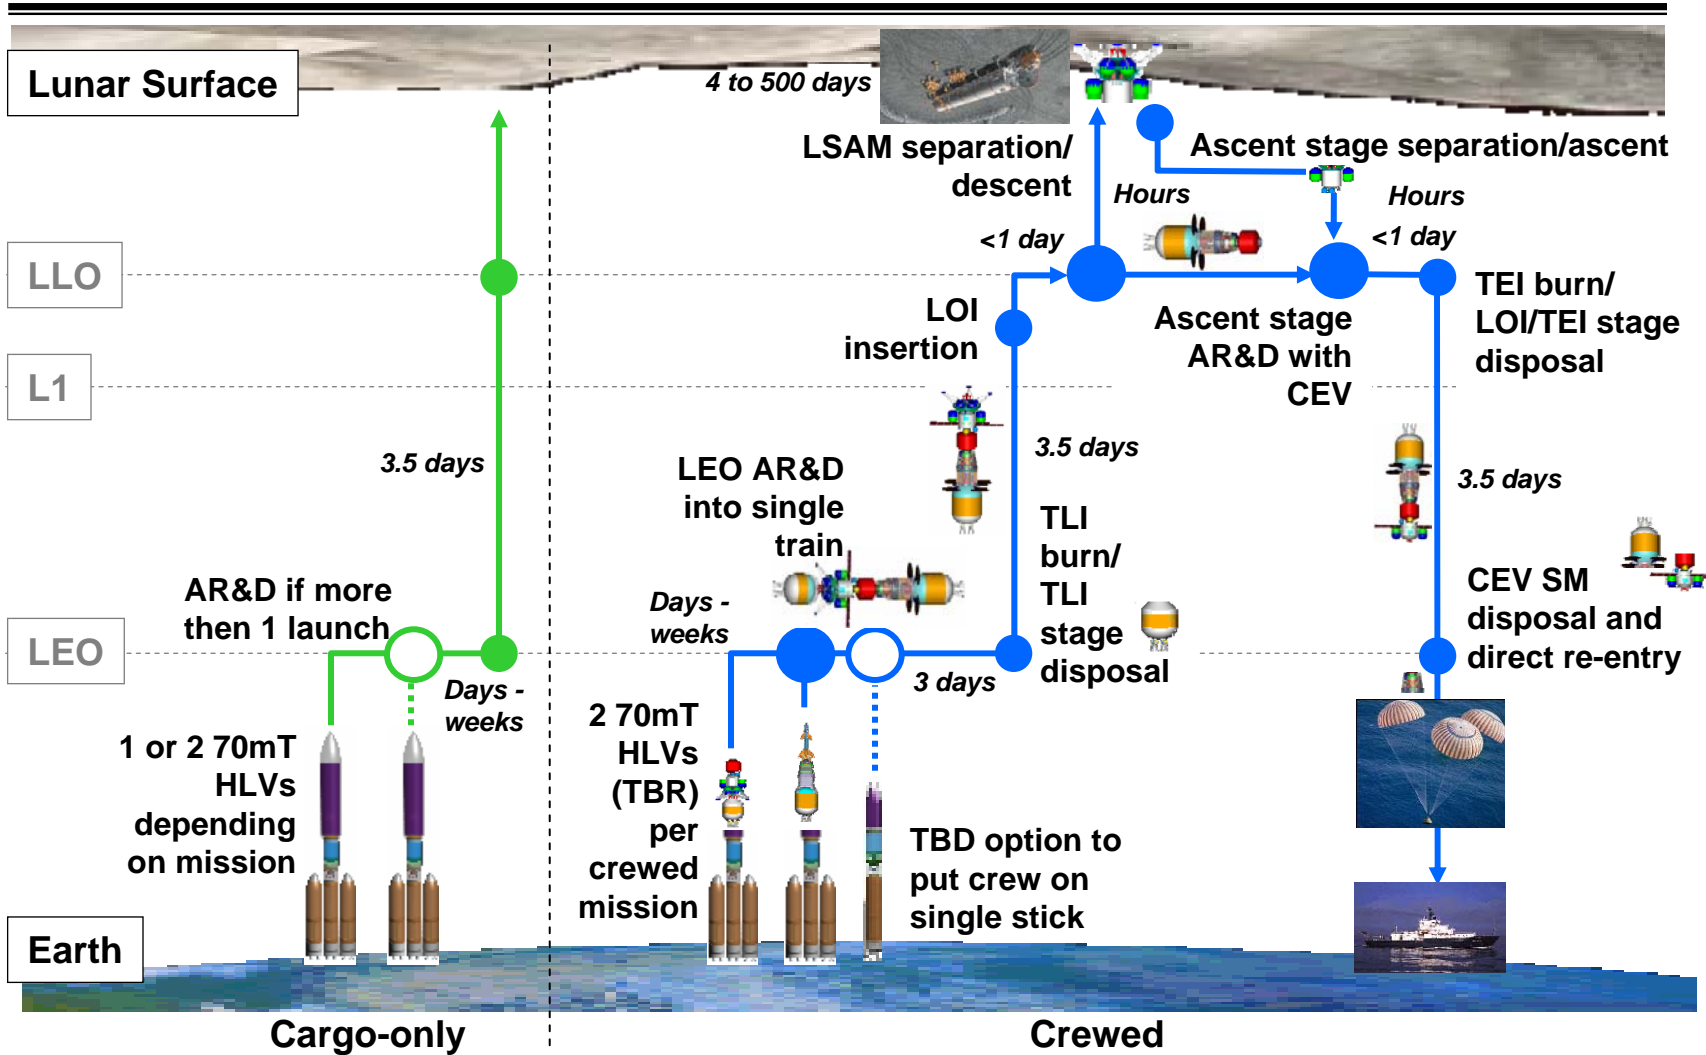 Lunar Surface
4 to 500 days
LSAM separation/
descent
Ascent stage separation/ascent
Hours
Hours
<1 day
<1 day
LLO
LOI
insertion
Ascent stage
AR&D with
CEV
TEI burn/
LOI/TEI stage
disposal
L1
3.5 days
LEO AR&D
into single
train
3.5 days
3.5 days
TLI
burn/
TLI
stage
disposal
AR&D if more
then 1 launch
Days -
weeks
CEV SM
disposal and
direct re-entry
LEO
Days -
weeks
3 days
1 or 2 70mT
HLVs
depending
on mission
2 70mT
HLVs
(TBR)
per
crewed
mission
TBD option to
put crew on
single stick
Earth
Cargo-only
Crewed